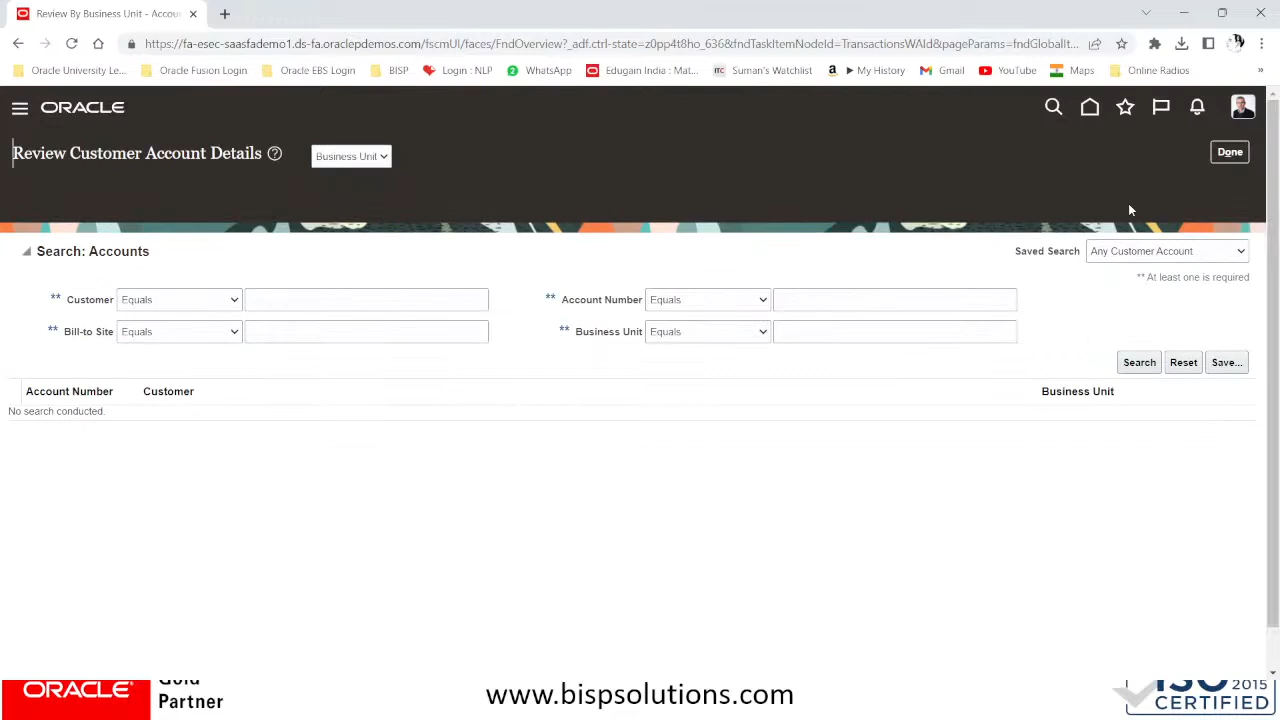 Review By Business Unit - Accou
https://fa-esec-saasfademo1.ds-fa.oraclepdemos.com/fscmUI/faces/FndOverview?_adf.ctrl-state=z0pp4t8ho_636&fndTaskItemNodeId=TransactionsWAId&pageParams=fndGlobalIt...
Oracle University Le... Oracle Fusion Login Oracle EBS Login BISP Login : NLP WhatsApp Edugain India : Mat... Suman's Watchlist ▶ My History Gmail YouTube Maps Online Radios »
ORACLE
Review Customer Account Details Business Unit Done
Search: Accounts Saved Search Any Customer Account
** At least one is required
** Customer Equals ** Account Number Equals
** Bill-to Site Equals ** Business Unit Equals
Search Reset Save...
Account Number Customer Business Unit
No search conducted.
ORACLE Gold Partner
www.bispsolutions.com
ISO 2015 CERTIFIED